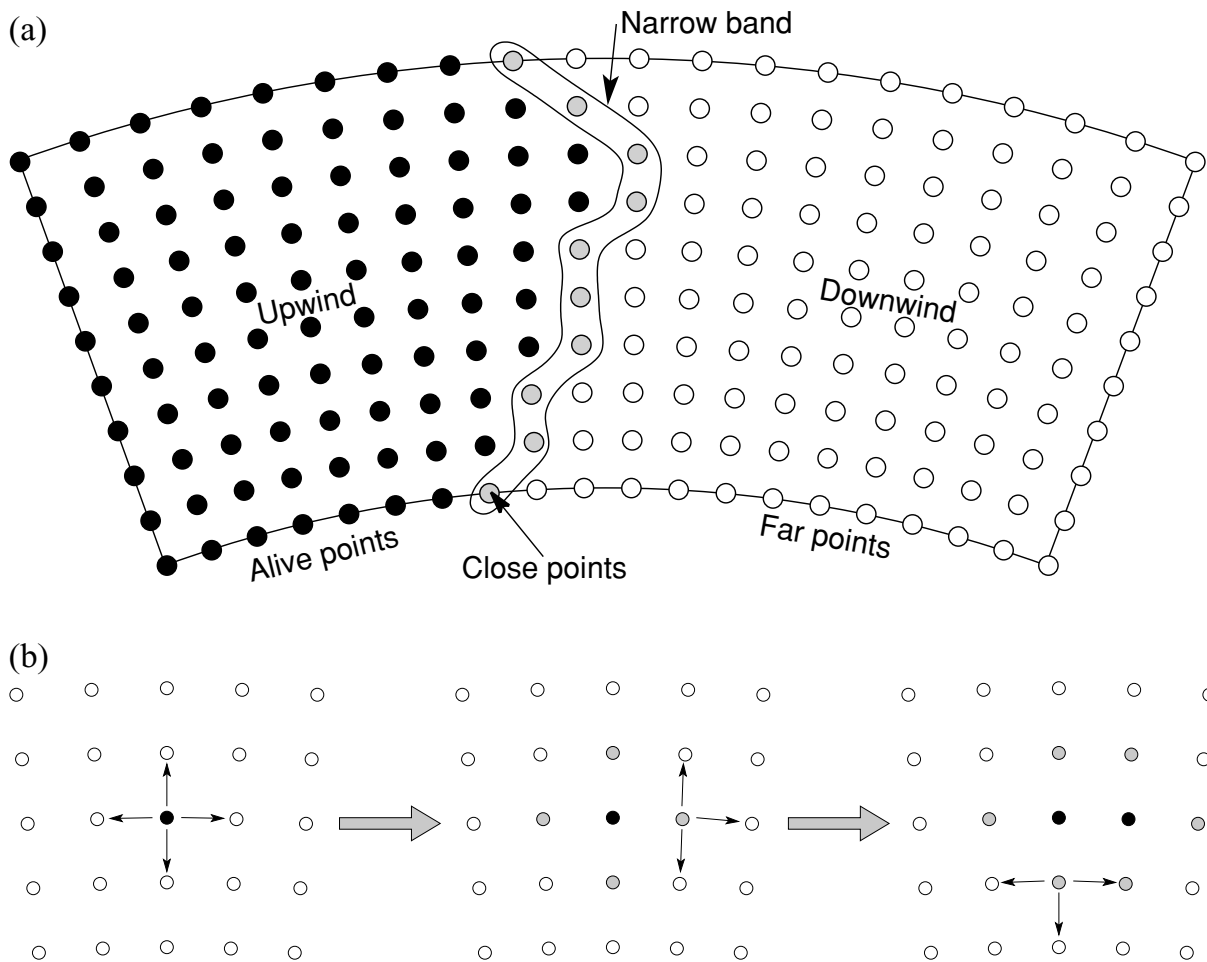 (a)
Narrow band
Upwind
Downwind
Alive points
Far points
Close points
(b)